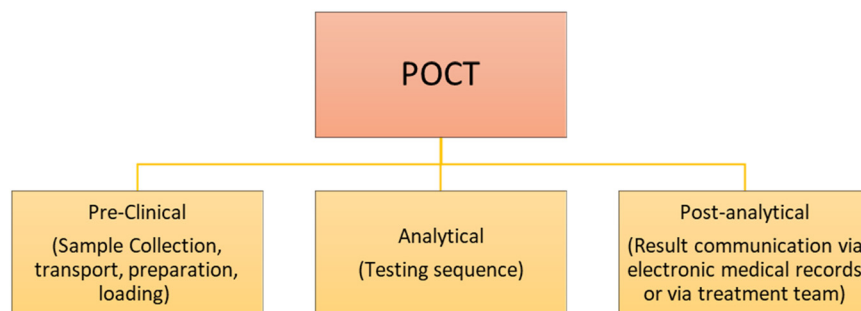 POCT
Pre-Clinical
(Sample Collection,
transport, preparation,
loading)
Analytical
(Testing sequence)
Post-analytical
(Result communication via
electronic medical records
or via treatment team)